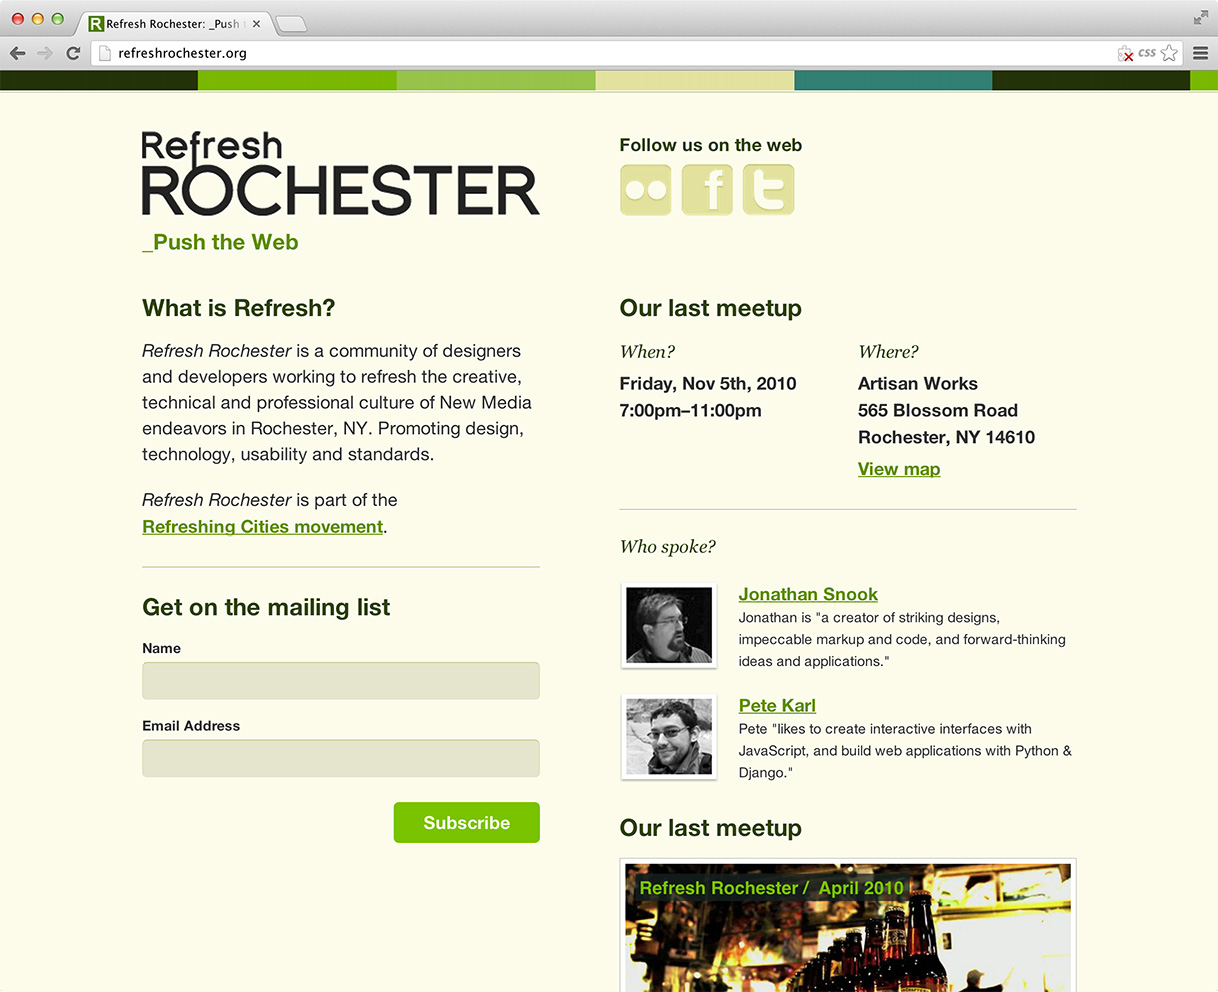 Refresh Rochester: _Push t
refreshrochester.org
CSS
Refresh
ROCHESTER
_Push the Web
Follow us on the web
f
t
What is Refresh?
Refresh Rochester is a community of designers
and developers working to refresh the creative,
technical and professional culture of New Media
endeavors in Rochester, NY. Promoting design,
technology, usability and standards.
Refresh Rochester is part of the
Refreshing Cities movement.
Get on the mailing list
Name
Email Address
Subscribe
Our last meetup
When?
Friday, Nov 5th, 2010
7:00pm–11:00pm
Where?
Artisan Works
565 Blossom Road
Rochester, NY 14610
View map
Who spoke?
Jonathan Snook
Jonathan is "a creator of striking designs,
impeccable markup and code, and forward-thinking
ideas and applications."
Pete Karl
Pete "likes to create interactive interfaces with
JavaScript, and build web applications with Python &
Django."
Our last meetup
Refresh Rochester / April 2010